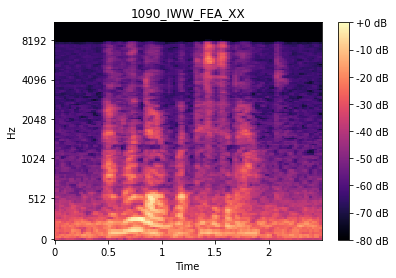 1090_IWW_FEA_XX
+0 dB
8192
-10 dB
4096
-20 dB
-30 dB
2048
-40 dB
Hz
1024
-50 dB
512
-60 dB
-70 dB
0
-80 dB
0 0.5 1 1.5 2
Time